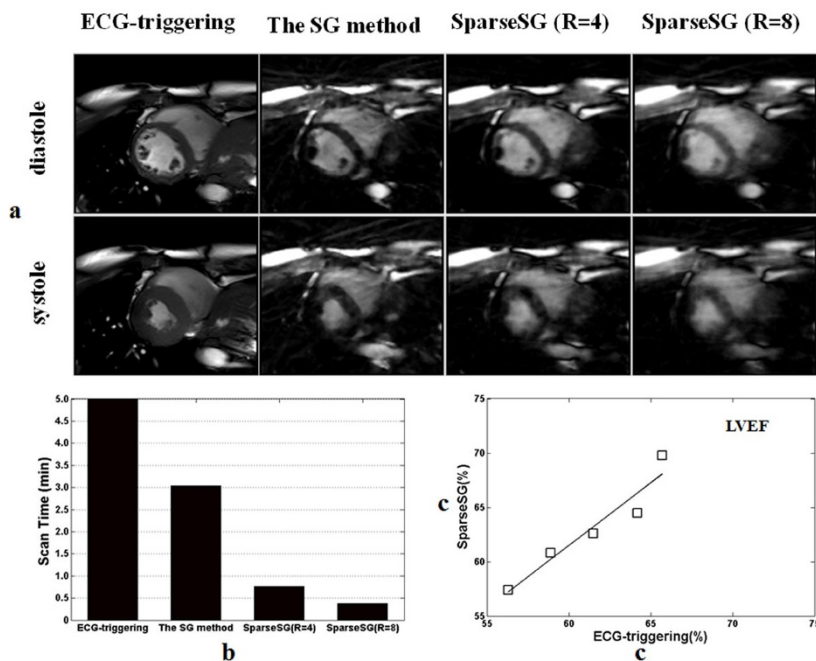 ECG-triggering The SG method SparseSG (R=4) SparseSG (R=8)
diastole
a
systole
5.0
4.5
4.0
3.5
3.0
2.5
2.0
1.5
1.0
0.5
0
Scan Time (min)
ECG-triggering The SG method SparseSG(R=4) SparseSG(R=8)
b
75
70
65
60
55
c
SparseSG(%)
LVEF
55 60 65 70 75
ECG-triggering(%)
c